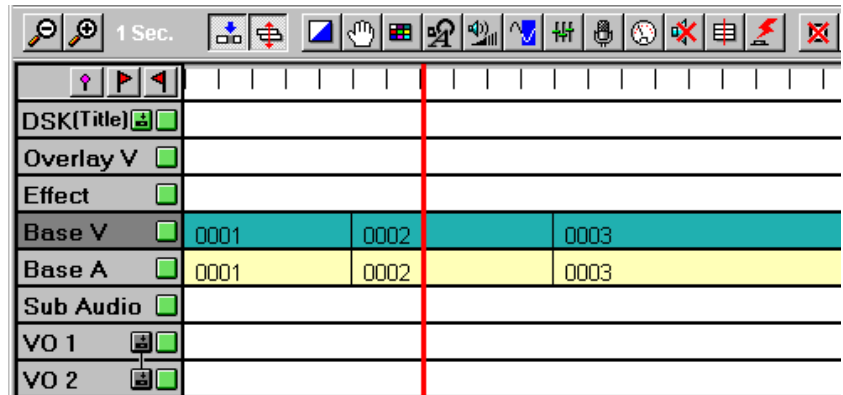 1 Sec.
DSK(Title)
Overlay V
Effect
Base V 0001 0002 0003
Base A 0001 0002 0003
Sub Audio
VO 1
VO 2